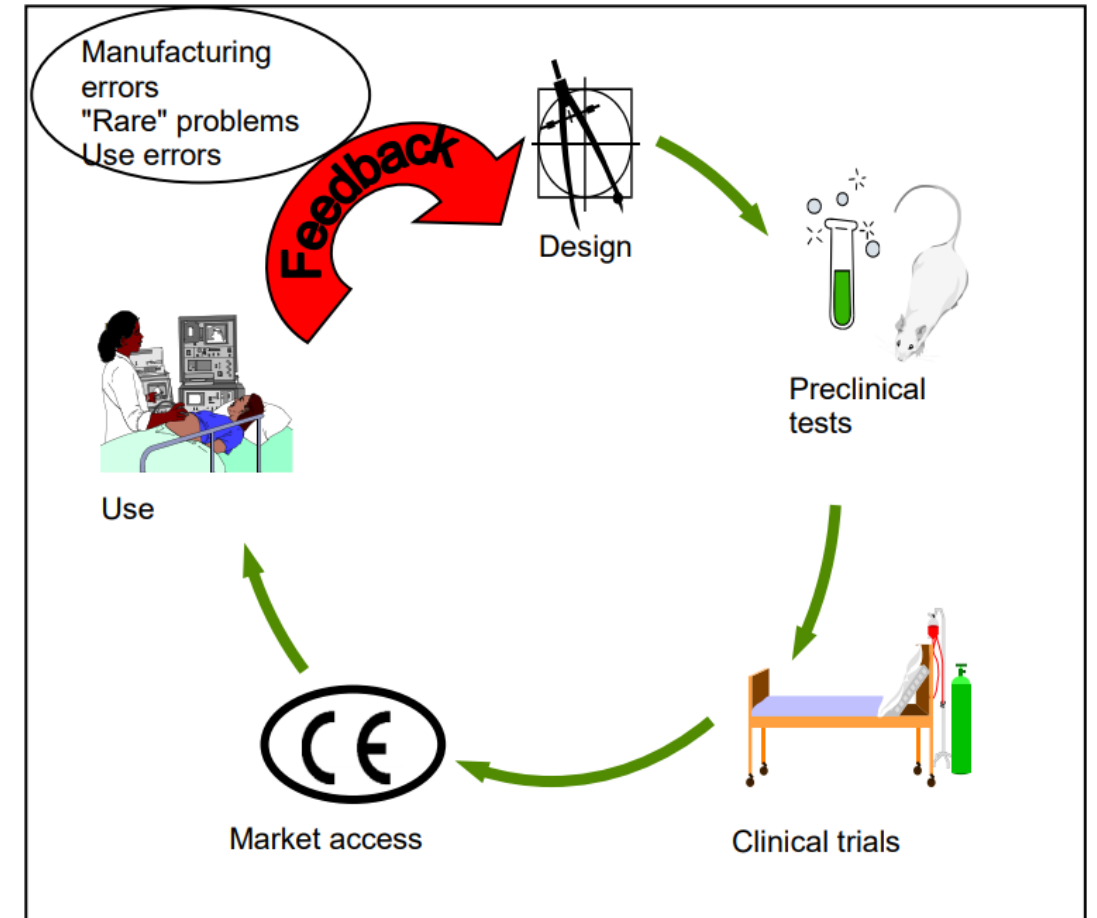 Manufacturing
errors
"Rare" problems
Use errors
Feedback
Design
Preclinical
tests
Use
CE
Market access
Clinical trials